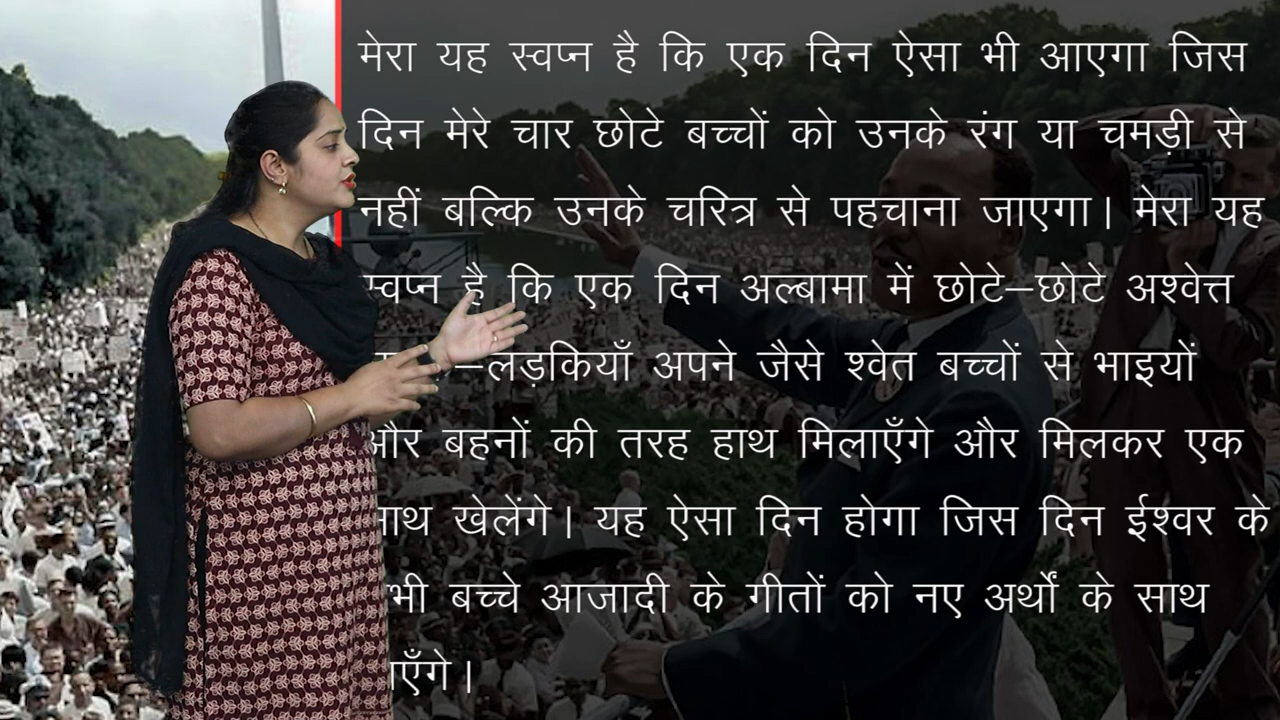 मेरा यह स्वप्न है कि एक दिन ऐसा भी आएगा जिस
दिन मेरे चार छोटे बच्चों को उनके रंग या चमड़ी से
नहीं बल्कि उनके चरित्र से पहचाना जाएगा। मेरा यह
स्वप्न है कि एक दिन अल्बामा में छोटे–छोटे अश्वेत
–लड़कियाँ अपने जैसे श्वेत बच्चों से भाइयों
और बहनों की तरह हाथ मिलाएँगे और मिलकर एक
साथ खेलेंगे। यह ऐसा दिन होगा जिस दिन ईश्वर के
भी बच्चे आजादी के गीतों को नए अर्थों के साथ